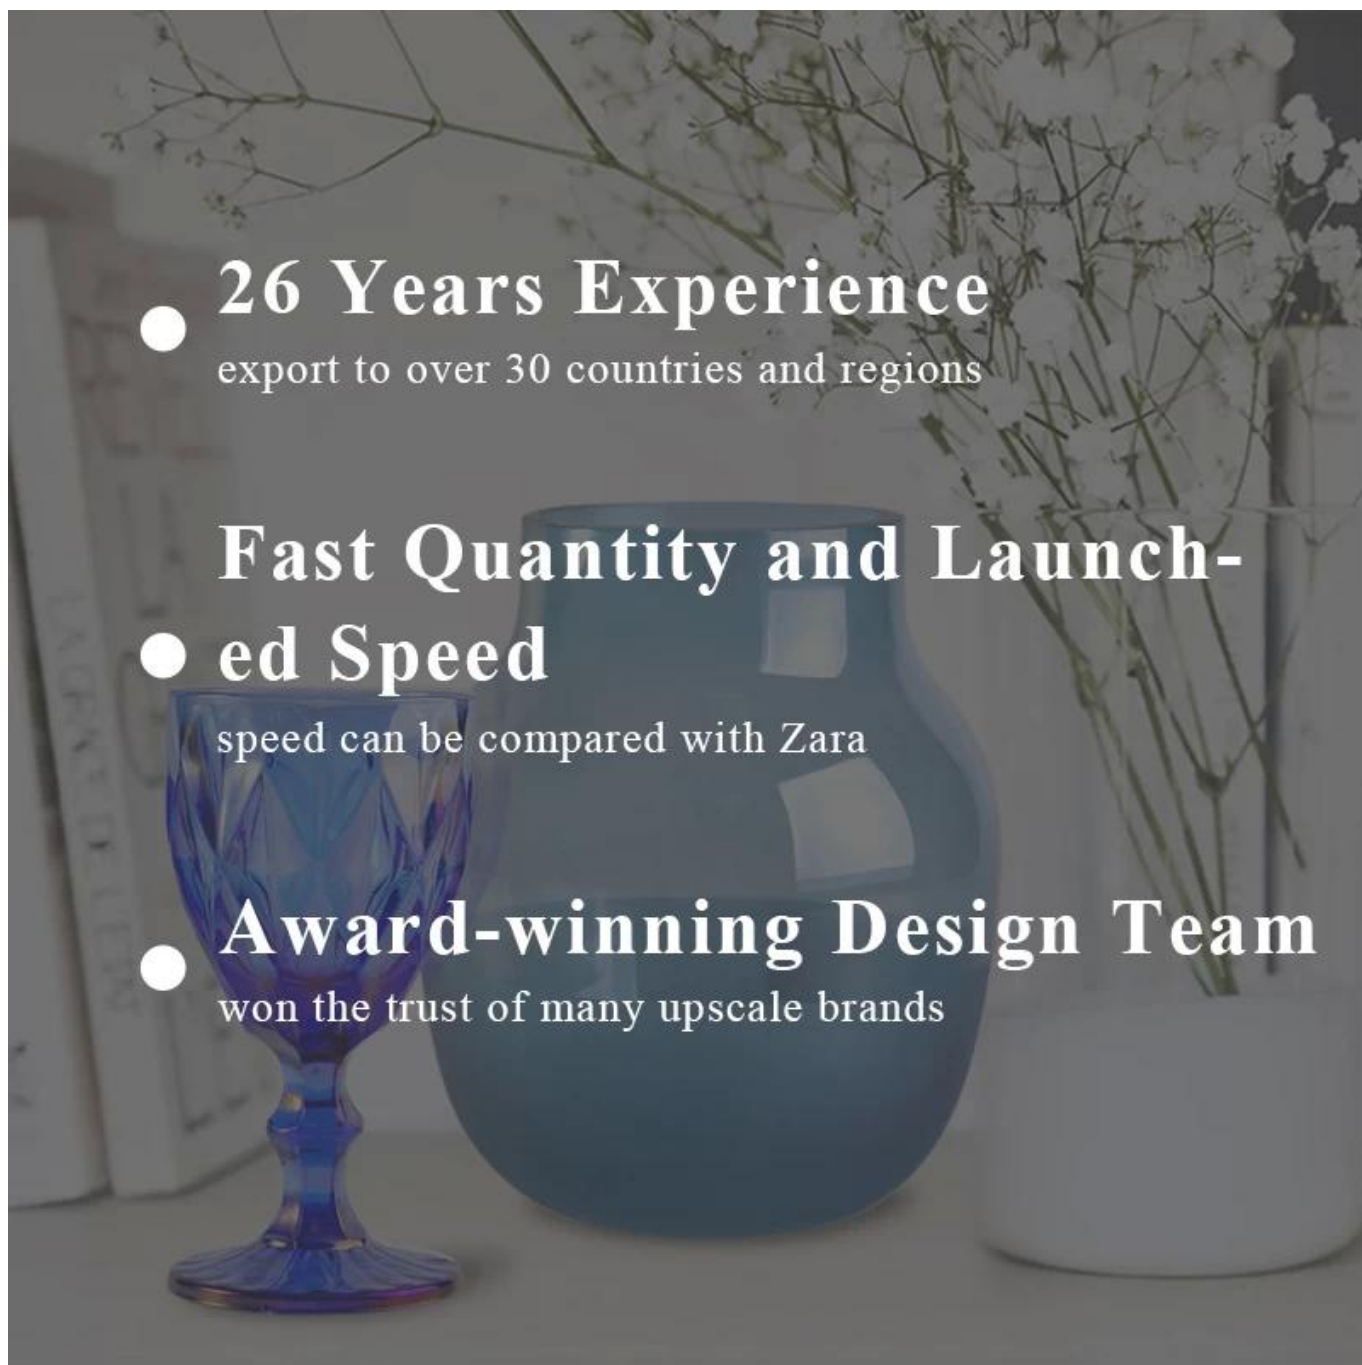 26 Years Experience
export to over 30 countries and regions
Fast Quantity and Launch-
ed Speed
speed can be compared with Zara
Award-winning Design Team
won the trust of many upscale brands